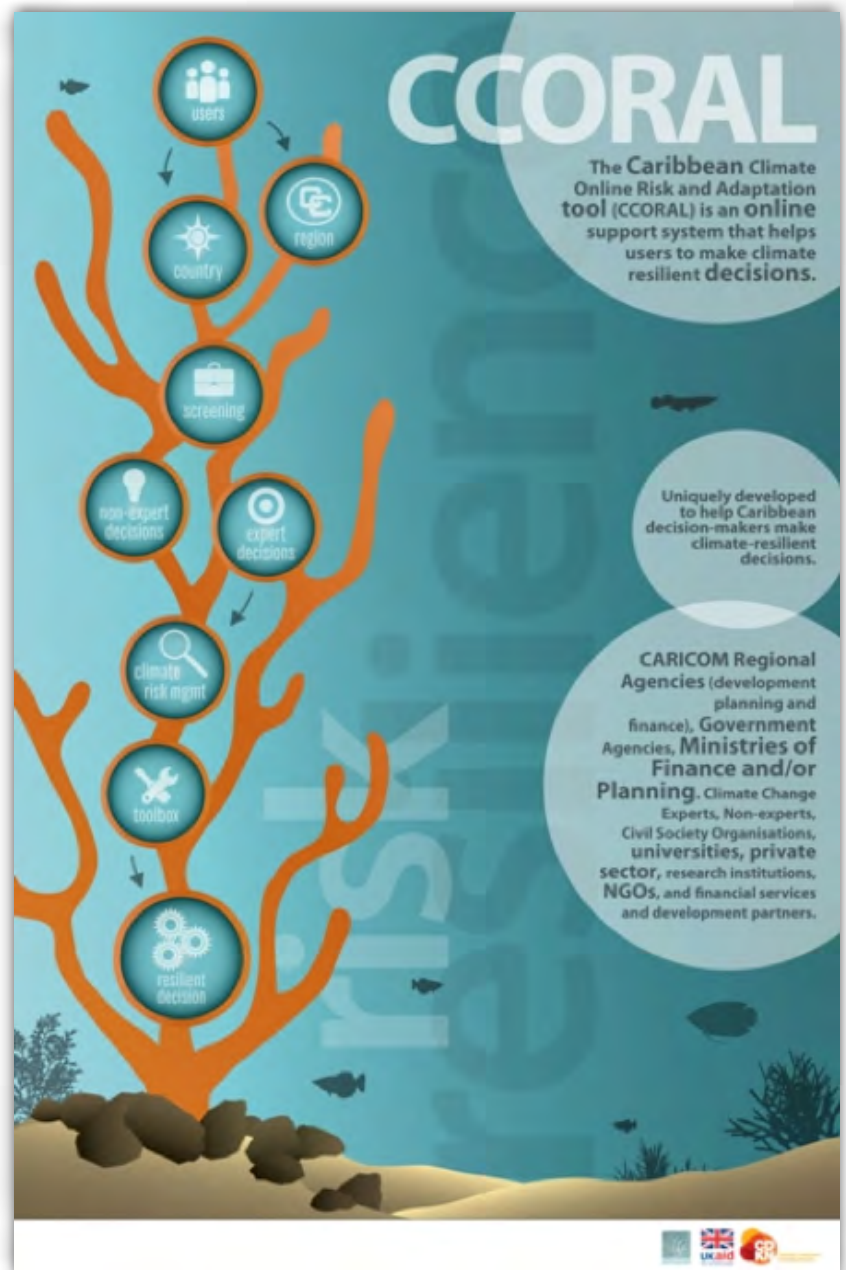 CCORAL
The Caribbean Climate
Online Risk and Adaptation
tool (CCORAL) is an online
support system that helps
users to make climate
resilient decisions.
users
region
country
screening
non-expert
decisions
expert
decisions
climate
risk mgmt
toolbox
resilient
decision
risk
resilience
Uniquely developed
to help Caribbean
decision-makers make
climate-resilient
decisions.
CARICOM Regional
Agencies (development
planning and
finance), Government
Agencies, Ministries of
Finance and/or
Planning. Climate Change
Experts, Non-experts,
Civil Society Organisations,
universities, private
sector, research institutions,
NGOs, and financial services
and development partners.
UKaid
CDKN